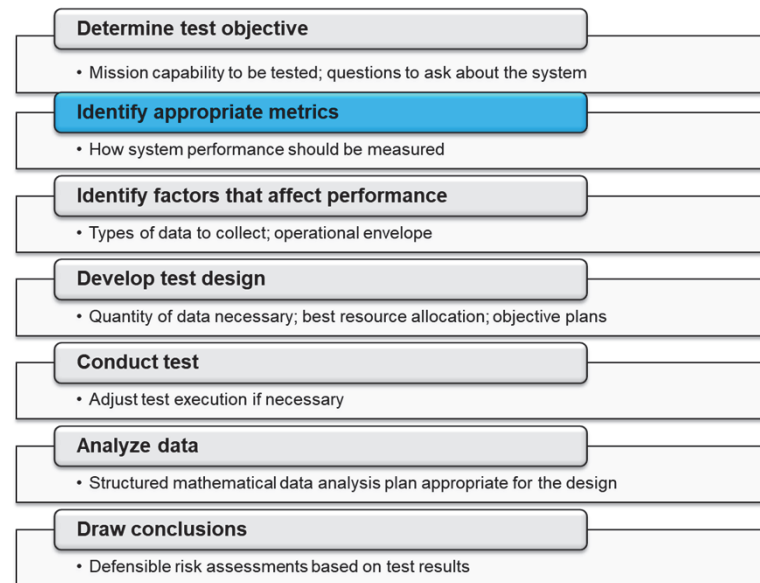 Determine test objective
• Mission capability to be tested; questions to ask about the system
Identify appropriate metrics
• How system performance should be measured
Identify factors that affect performance
• Types of data to collect; operational envelope
Develop test design
• Quantity of data necessary; best resource allocation; objective plans
Conduct test
• Adjust test execution if necessary
Analyze data
• Structured mathematical data analysis plan appropriate for the design
Draw conclusions
• Defensible risk assessments based on test results